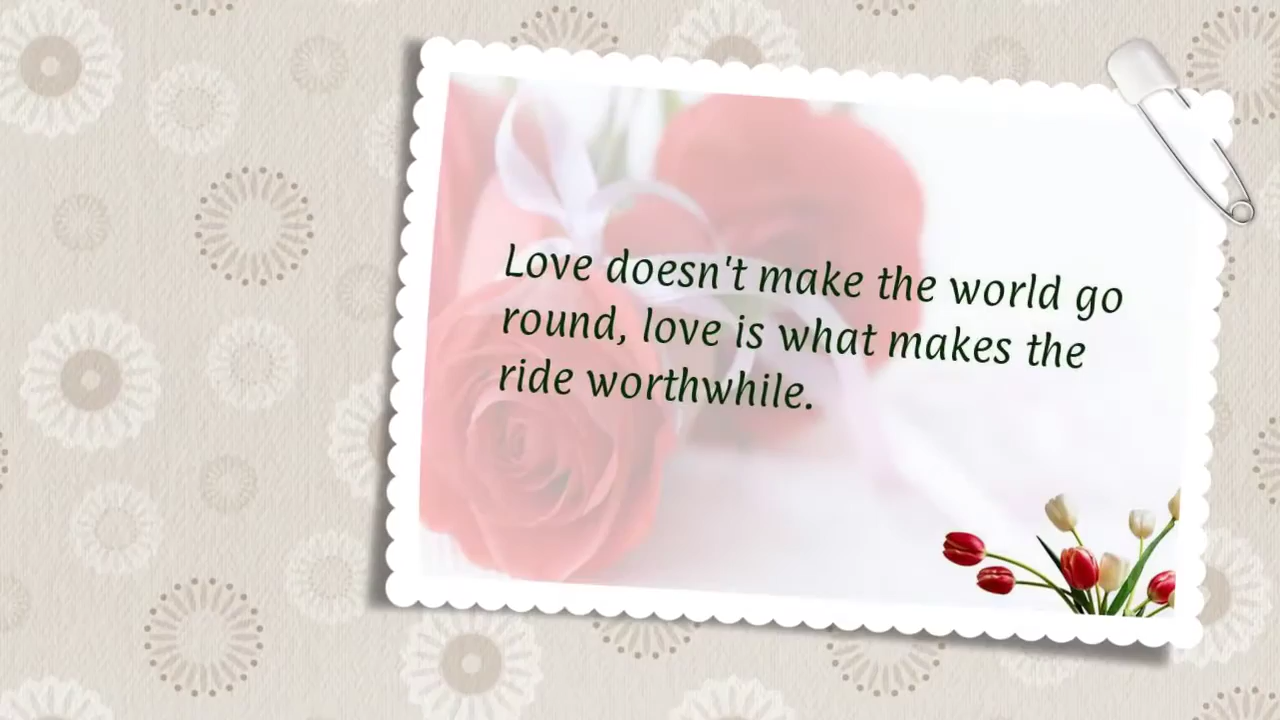 Love doesn't make the world go
round, love is what makes the
ride worthwhile.